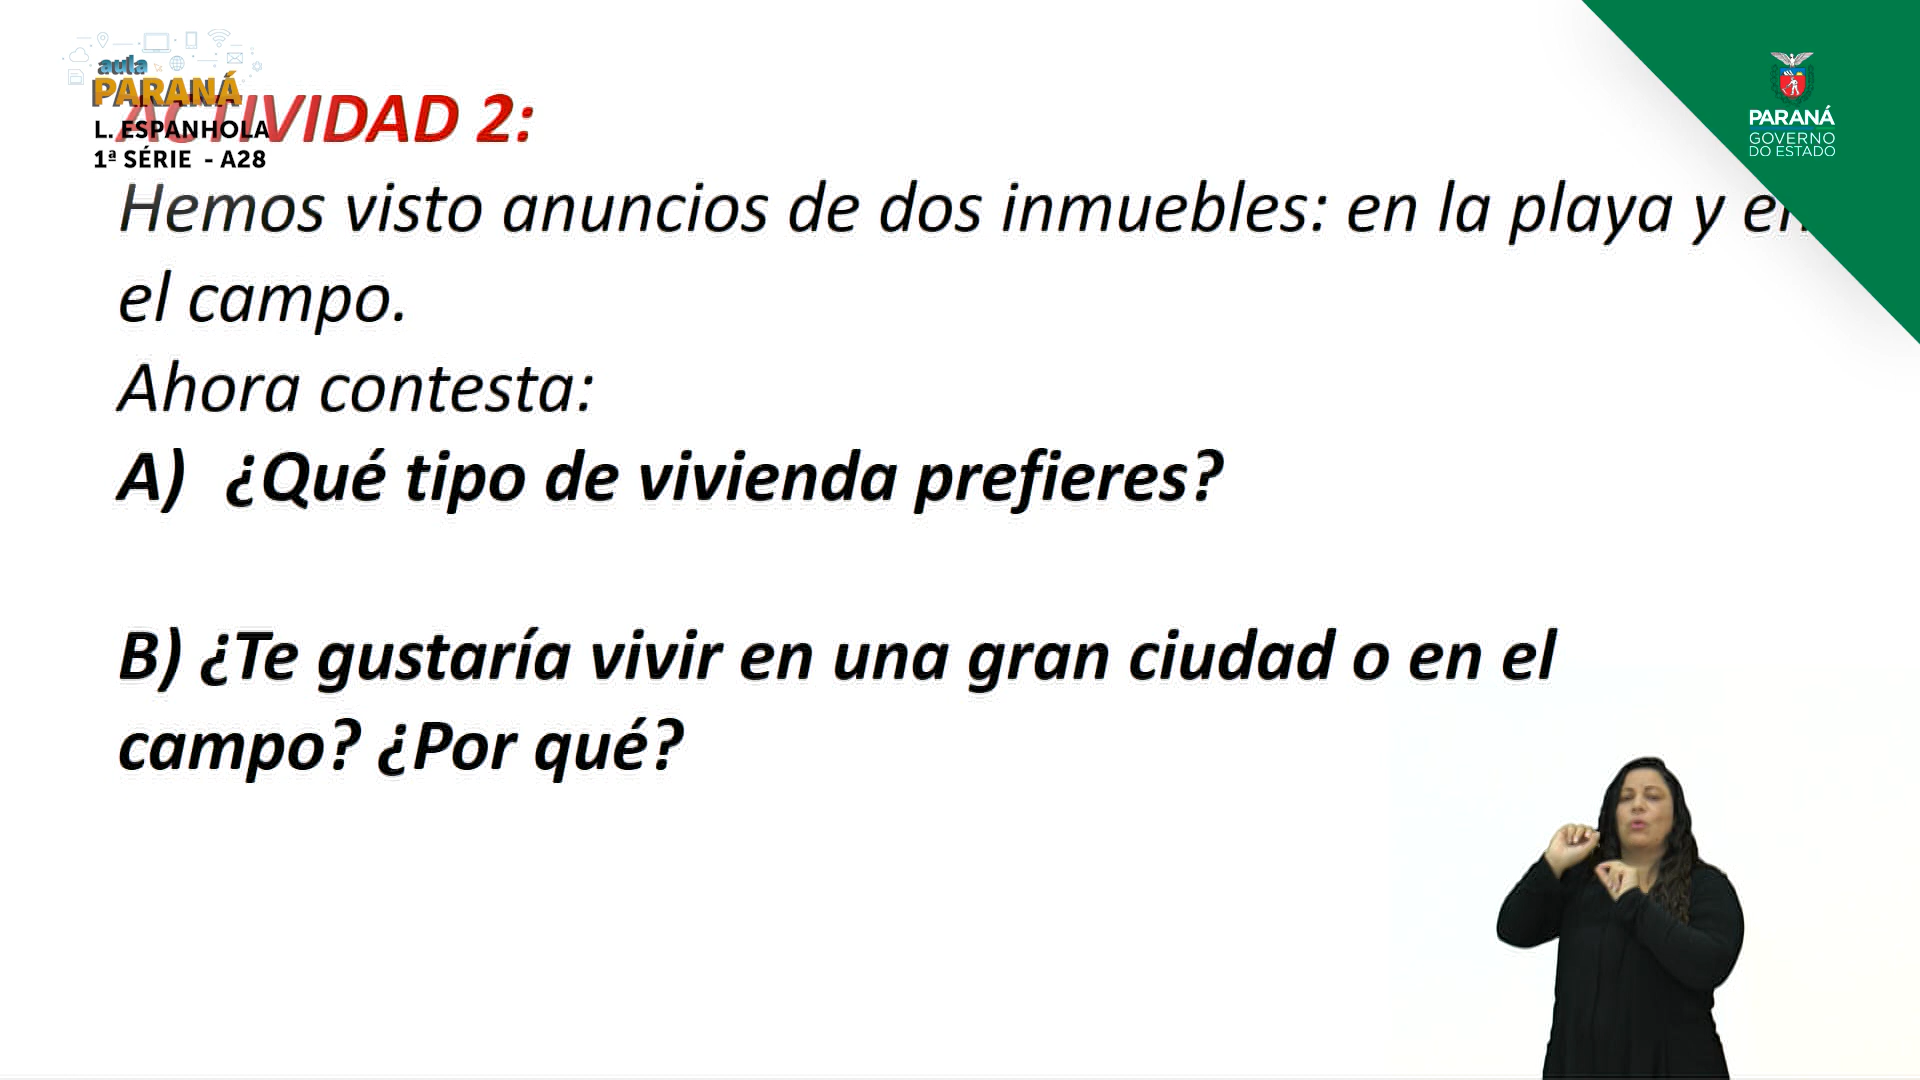 aula
PARANÁ
L. ESPANHOLA
1ª SÉRIE - A28
PARANÁ
GOVERNO
DO ESTADO
ACTIVIDAD 2:
Hemos visto anuncios de dos inmuebles: en la playa y en
el campo.
Ahora contesta:
A) ¿Qué tipo de vivienda prefieres?
B) ¿Te gustaría vivir en una gran ciudad o en el
campo? ¿Por qué?